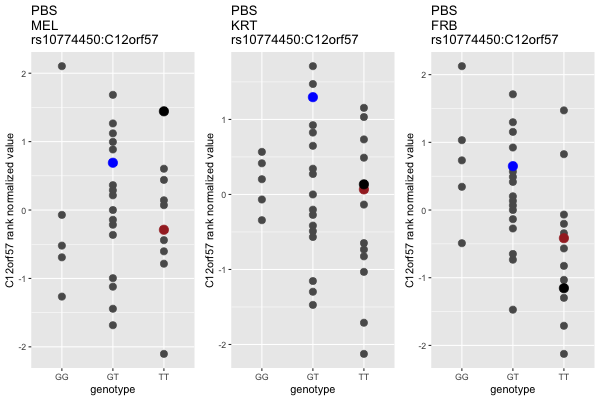 PBS
MEL
rs10774450:C12orf57
C12orf57 rank normalized value
2
1
0
-1
-2
GG GT TT
genotype
PBS
KRT
rs10774450:C12orf57
C12orf57 rank normalized value
1
0
-1
-2
GG GT TT
genotype
PBS
FRB
rs10774450:C12orf57
C12orf57 rank normalized value
2
1
0
-1
-2
GG GT TT
genotype